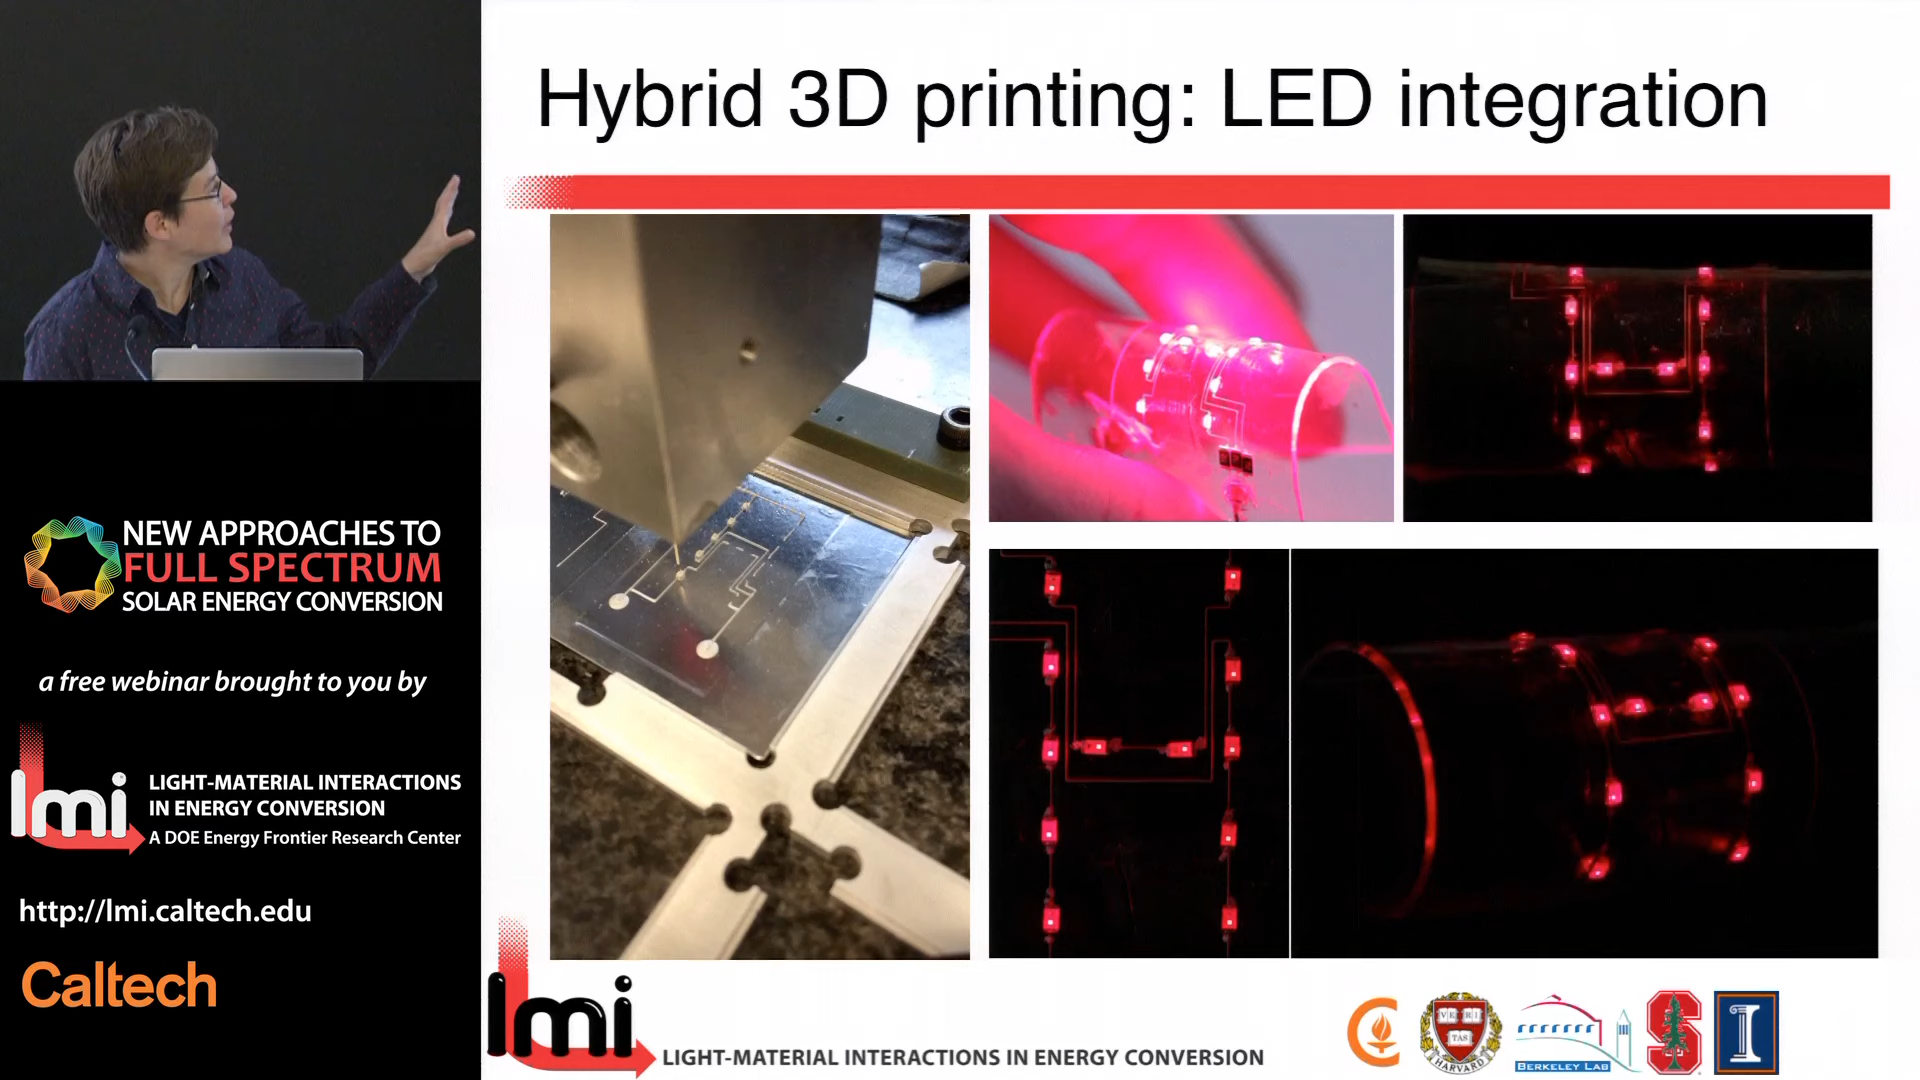 Hybrid 3D printing: LED integration
NEW APPROACHES TO
FULL SPECTRUM
SOLAR ENERGY CONVERSION
a free webinar brought to you by
lmi
LIGHT-MATERIAL INTERACTIONS
IN ENERGY CONVERSION
A DOE Energy Frontier Research Center
http://lmi.caltech.edu
Caltech
lmi
LIGHT-MATERIAL INTERACTIONS IN ENERGY CONVERSION
C
VE RI
TAS
HARVARD
BERKELEY LAB
S
I